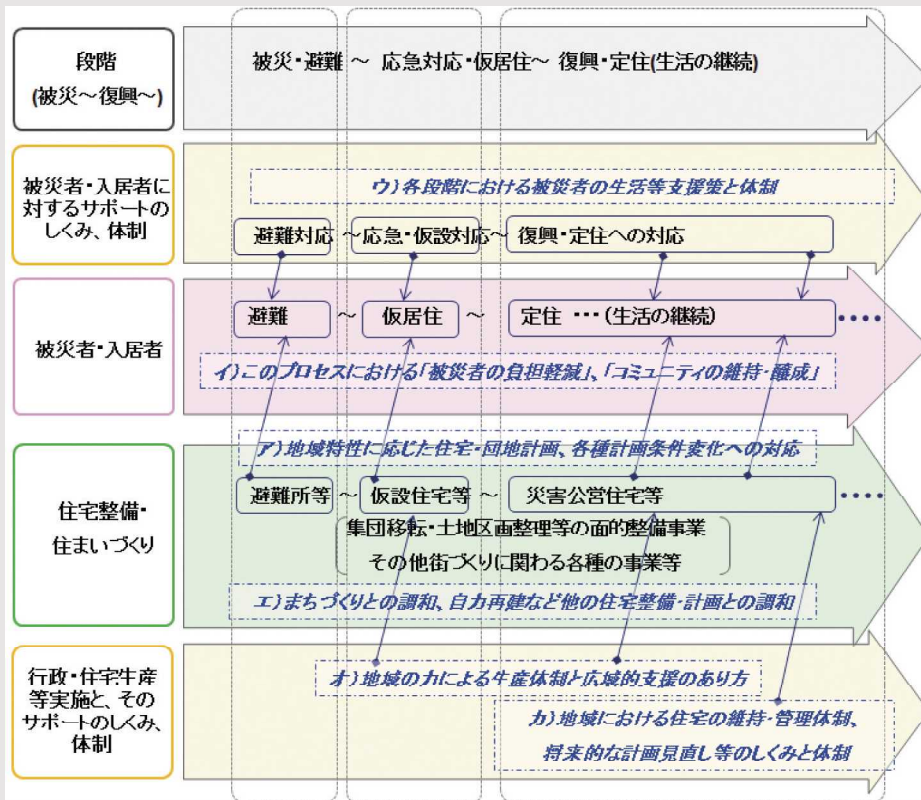 段階
(被災～復興～)
被災・避難 ～ 応急対応・仮居住～ 復興・定住(生活の継続)
被災者・入居者に
対するサポートの
しくみ、体制
ウ)各段階における被災者の生活等支援策と体制
避難対応 ～応急・仮設対応～ 復興・定住への対応
被災者・入居者
避難 ～ 仮居住 ～ 定住 ・・・(生活の継続) ••••
イ)このプロセスにおける「被災者の負担軽減」、「コミュニティの維持・醸成」
住宅整備・
住まいづくり
ア)地域特性に応じた住宅・団地計画、各種計画条件変化への対応
避難所等 ～ 仮設住宅等 ～ 災害公営住宅等 ••••
集団移転・土地区画整理等の面的整備事業
その他街づくりに関わる各種の事業等
エ)まちづくりとの調和、自力再建など他の住宅整備・計画との調和
行政・住宅生産
等実施と、その
サポートのしくみ、
体制
オ)地域の力による生産体制と広域的支援のあり方
カ)地域における住宅の維持・管理体制、
将来的な計画見直し等のしくみと体制